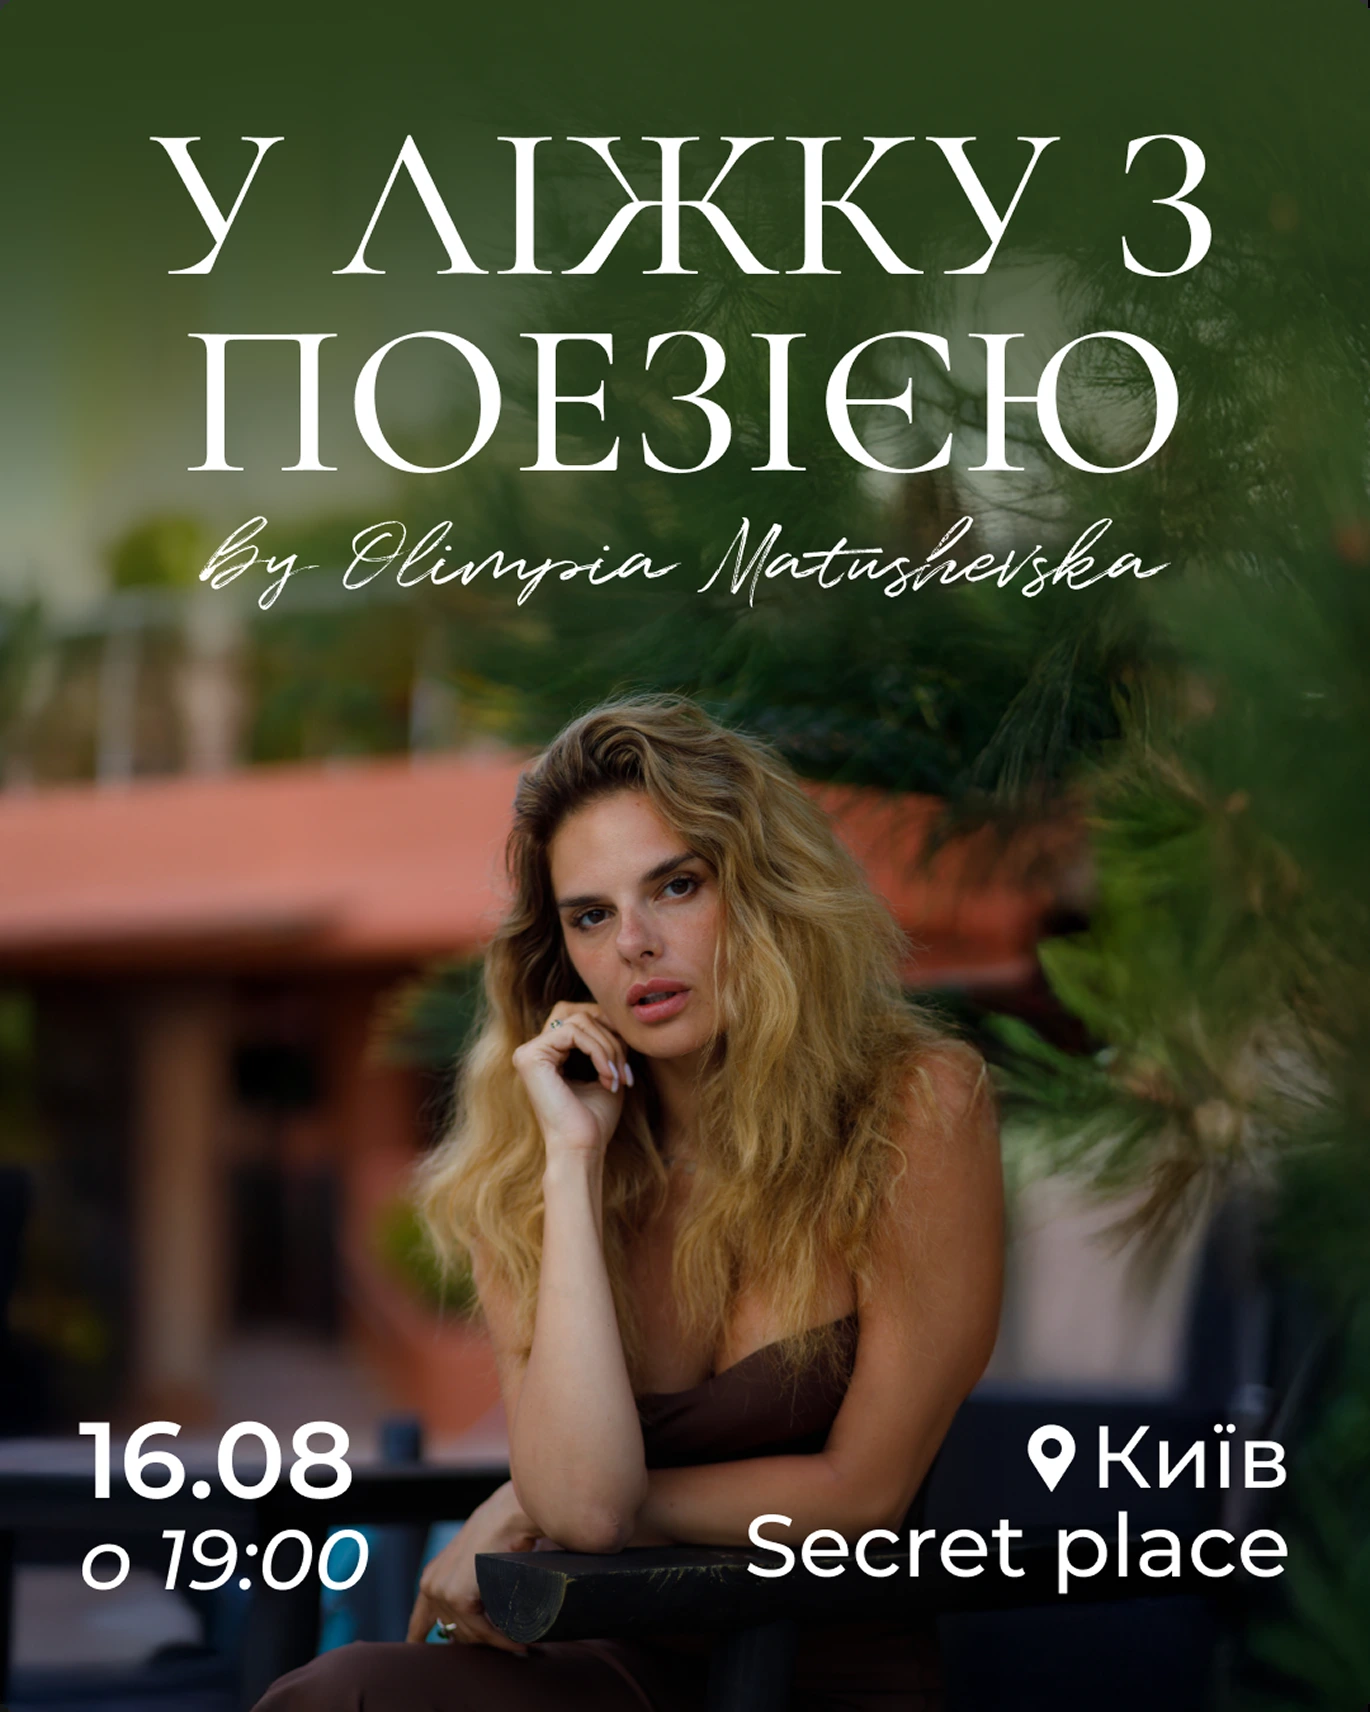 У ЛІЖКУ З
ПОЕЗІЄЮ
by Olimpia Matushevska
16.08
о 19:00
Київ
Secret place